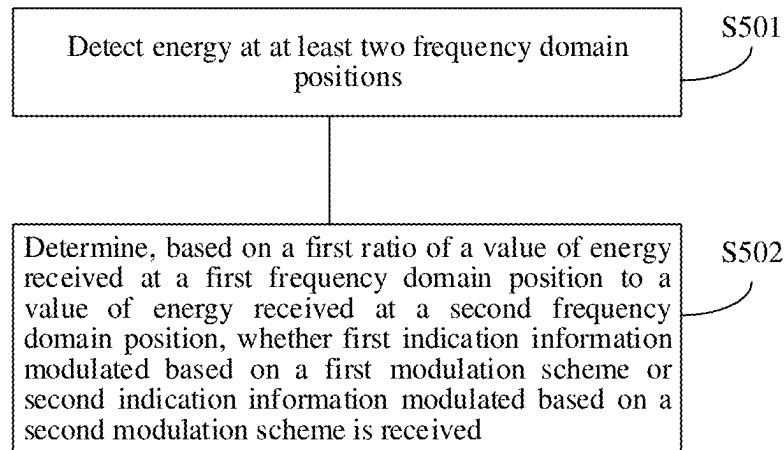 Detect energy at at least two frequency domain
positions
S501
Determine, based on a first ratio of a value of energy
received at a first frequency domain position to a
value of energy received at a second frequency
domain position, whether first indication information
modulated based on a first modulation scheme or
second indication information modulated based on a
second modulation scheme is received
S502